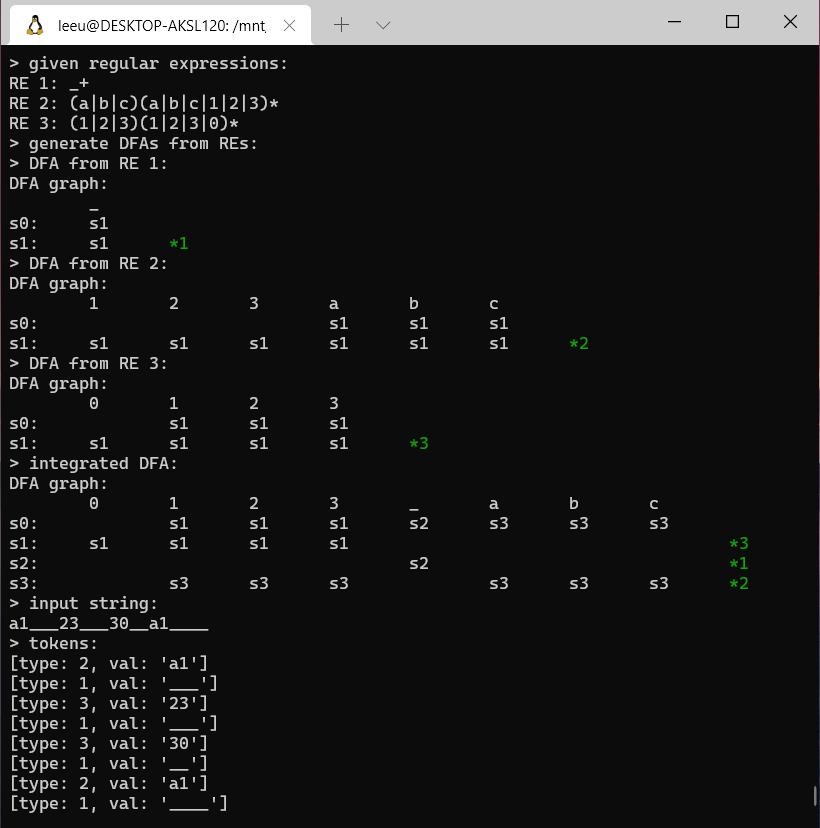 leeu@DESKTOP-AKSL120: /mnt,
> given regular expressions:
RE 1: _+
RE 2: (a|b|c)(a|b|c|1|2|3)*
RE 3: (1|2|3)(1|2|3|0)*
> generate DFAs from REs:
> DFA from RE 1:
DFA graph:
        _
s0:     s1
s1:     s1      *1
> DFA from RE 2:
DFA graph:
        1       2       3       a       b       c
s0:                             s1      s1      s1
s1:     s1      s1      s1      s1      s1      s1      *2
> DFA from RE 3:
DFA graph:
        0       1       2       3
s0:             s1      s1      s1
s1:     s1      s1      s1      s1      *3
> integrated DFA:
DFA graph:
        0       1       2       3       _       a       b       c
s0:             s1      s1      s1      s2      s3      s3      s3
s1:     s1      s1      s1      s1                                      *3
s2:                                     s2                              *1
s3:             s3      s3      s3              s3      s3      s3      *2
> input string:
a1___23___30__a1____
> tokens:
[type: 2, val: 'a1']
[type: 1, val: '___']
[type: 3, val: '23']
[type: 1, val: '___']
[type: 3, val: '30']
[type: 1, val: '__']
[type: 2, val: 'a1']
[type: 1, val: '____']